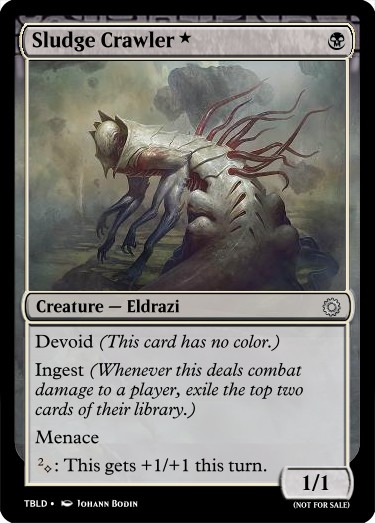 Sludge Crawler ★
Creature — Eldrazi
Devoid (This card has no color.)
Ingest (Whenever this deals combat
damage to a player, exile the top two
cards of their library.)
Menace
2◇: This gets +1/+1 this turn.
1/1
TBLD • Johann Bodin
(NOT FOR SALE)